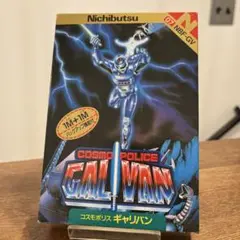 Nichibutsu
N
07 NBF-GV
1M+1M
COSMO POLICE
GALIVAN
コスモポリス ギャリバン